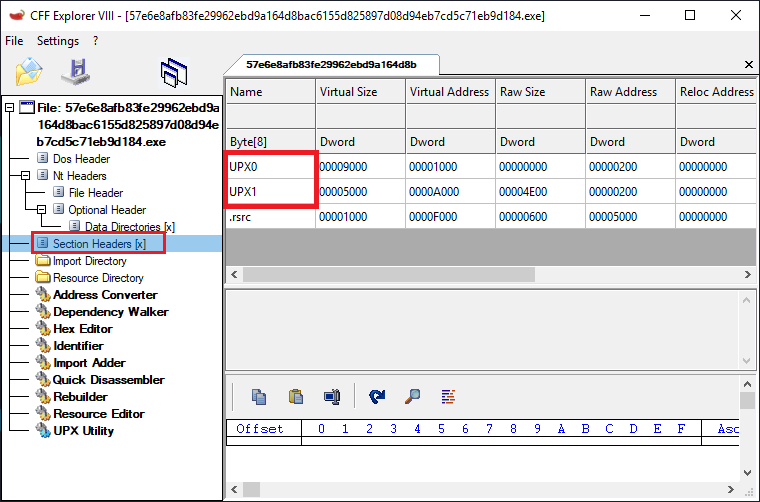 CFF Explorer VIII - [57e6e8afb83fe29962ebd9a164d8bac6155d825897d08d94eb7cd5c71eb9d184.exe]
File Settings ?
57e6e8afb83fe29962ebd9a164d8b
File: 57e6e8afb83fe29962ebd9a
164d8bac6155d825897d08d94e
b7cd5c71eb9d184.exe
Dos Header
Nt Headers
File Header
Optional Header
Data Directories [x]
Section Headers [x]
Import Directory
Resource Directory
Address Converter
Dependency Walker
Hex Editor
Identifier
Import Adder
Quick Disassembler
Rebuilder
Resource Editor
UPX Utility
Name Virtual Size Virtual Address Raw Size Raw Address Reloc Address
Byte[8] Dword Dword Dword Dword Dword
UPX0 00009000 00001000 00000000 00000200 00000000
UPX1 00005000 0000A000 00004E00 00000200 00000000
.rsrc 00001000 0000F000 00000600 00005000 00000000
Offset 0 1 2 3 4 5 6 7 8 9 A B C D E F Asc